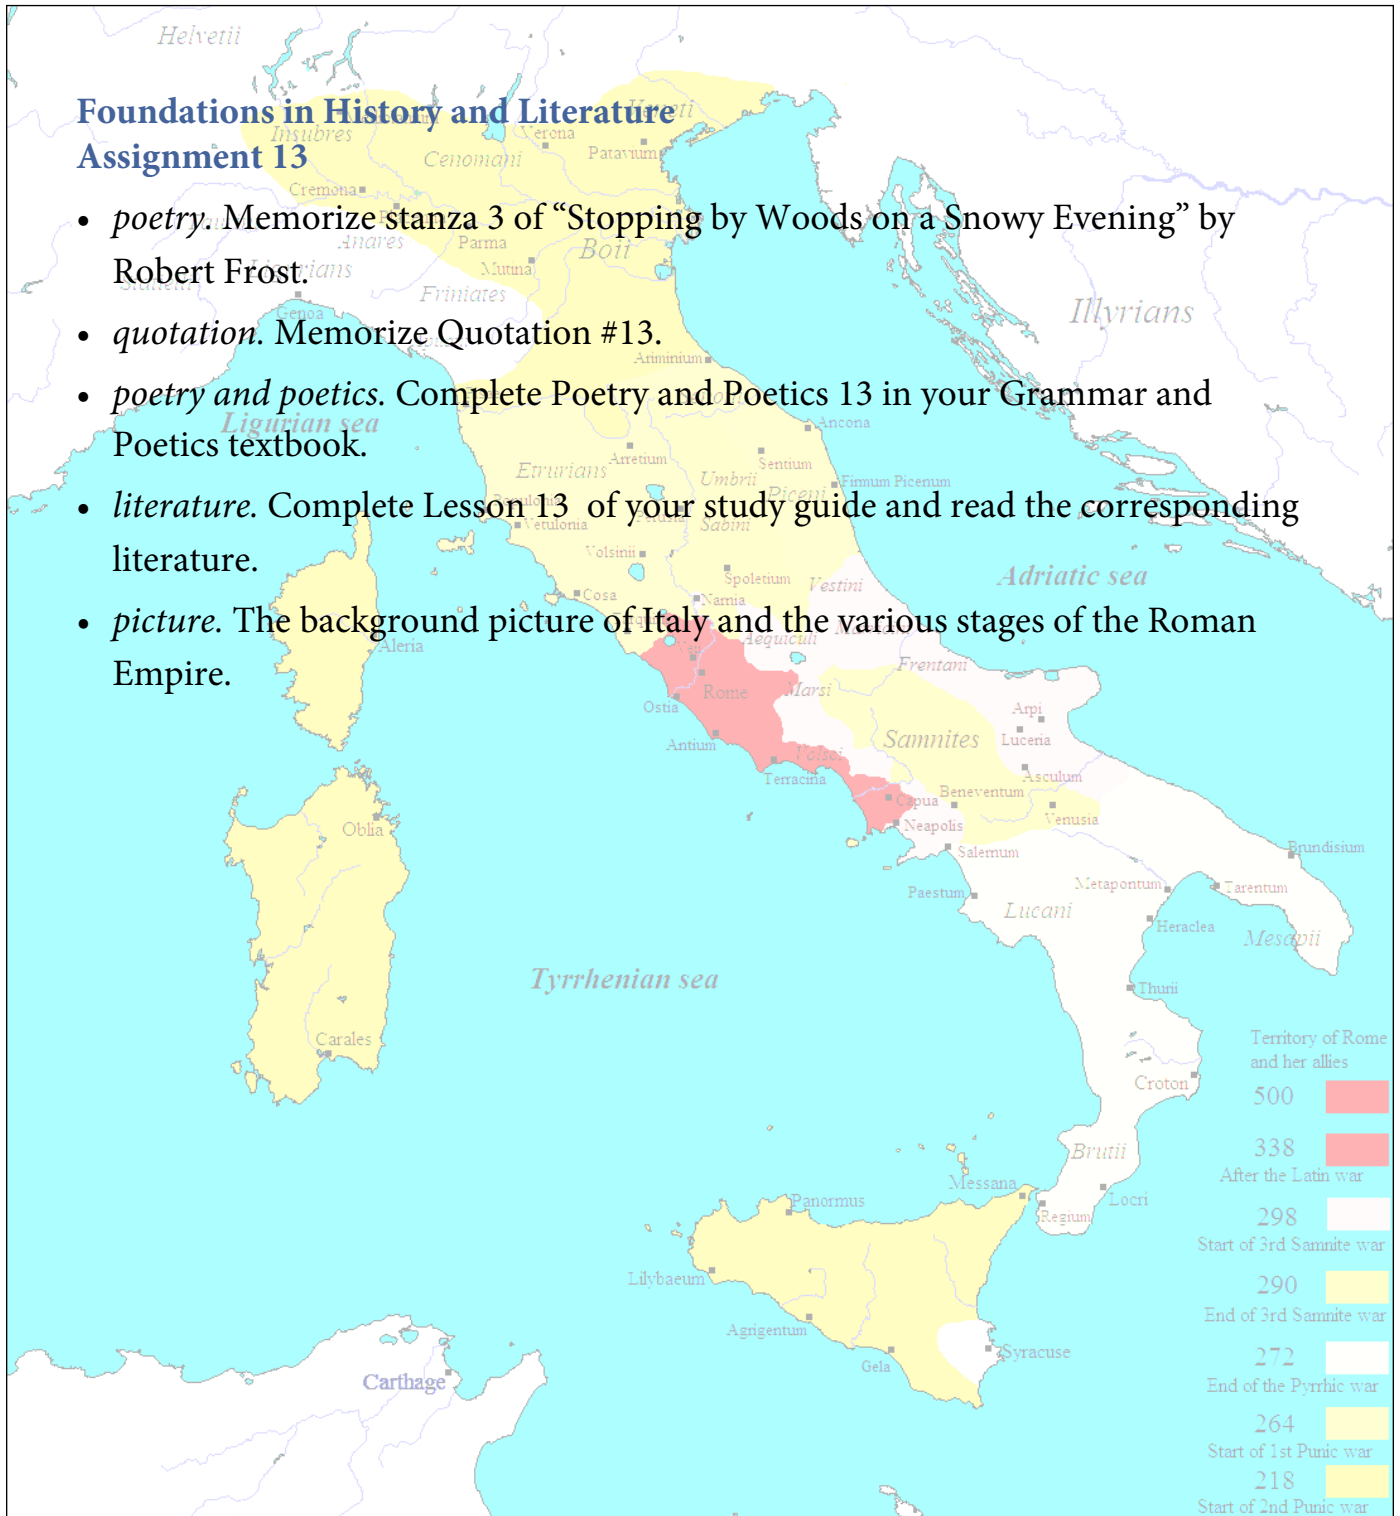 Helvetii
Foundations in History and Literature
Assignment 13
Veneti
Insubres
Verona
Cenomani
Patavium
Cremona
• poetry. Memorize stanza 3 of “Stopping by Woods on a Snowy Evening” by
Robert Frost.
Anares
Parma
Boii
Ligurians
Mutina
Friniates
Genoa
Illyrians
• quotation. Memorize Quotation #13.
Ariminium
• poetry and poetics. Complete Poetry and Poetics 13 in your Grammar and
Poetics textbook.
Ligurian sea
Ancona
Arretium
Sentium
Etrurians
Umbrii
Piceni
Firmum Picenum
• literature. Complete Lesson 13 of your study guide and read the corresponding
literature.
Populonia
Vetulonia
Perusia
Sabini
Volsinii
Spoletium
Vestini
Adriatic sea
Cosa
Narnia
• picture. The background picture of Italy and the various stages of the Roman
Empire.
Aequiculi
Veii
Aleria
Frentani
Rome
Marsi
Ostia
Arpi
Antium
Samnites
Luceria
Volsci
Terracina
Asculum
Capua
Beneventum
Venusia
Oblia
Neapolis
Salernum
Brundisium
Paestum
Metapontum
Tarentum
Lucani
Heraclea
Mesapii
Tyrrhenian sea
Thurii
Carales
Territory of Rome
and her allies
Croton
500
338
Brutii
After the Latin war
Messana
Panormus
Locri
Regium
298
Start of 3rd Samnite war
Lilybaeum
290
End of 3rd Samnite war
Agrigentum
Syracuse
Gela
272
Carthage
End of the Pyrrhic war
264
Start of 1st Punic war
218
Start of 2nd Punic war